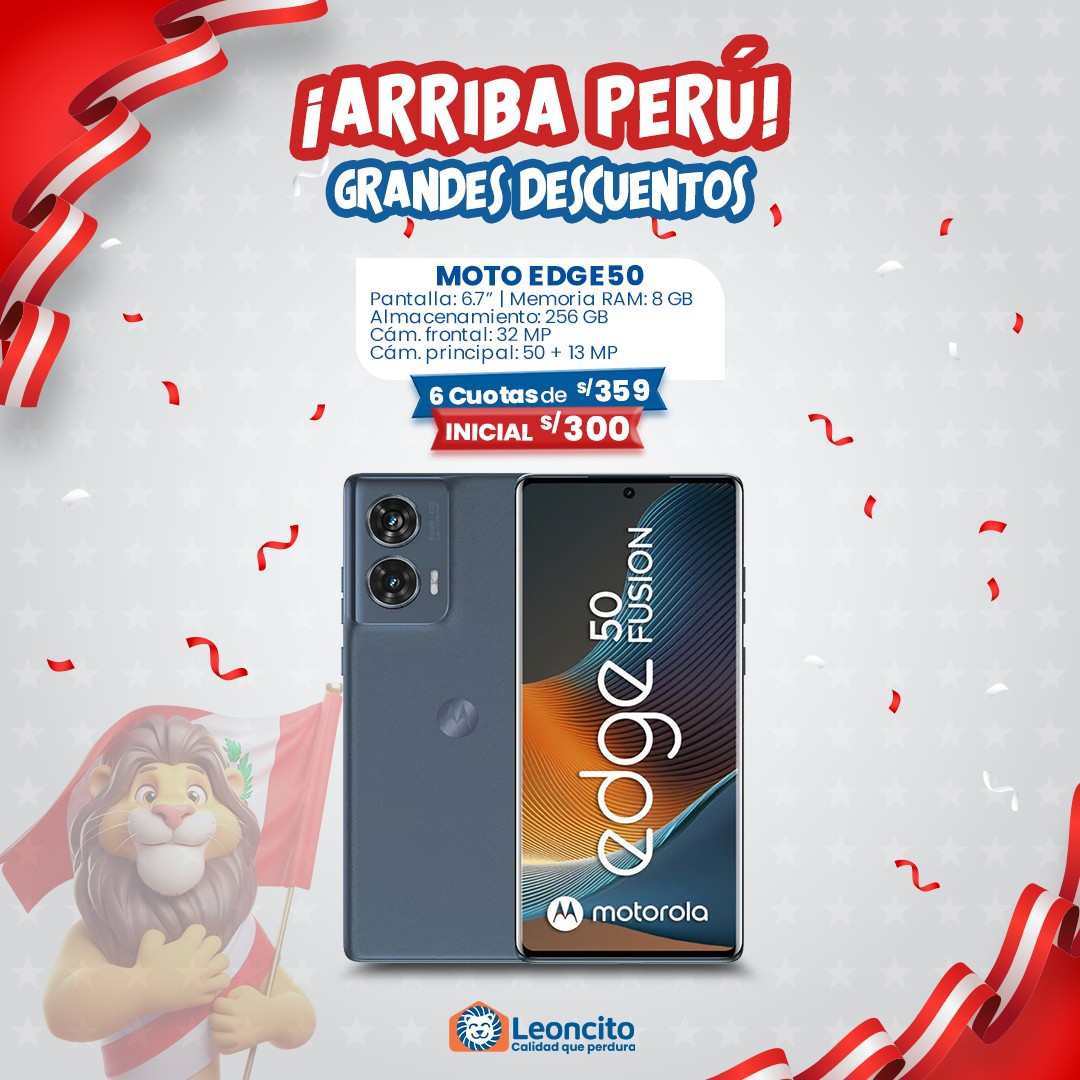 ¡ARRIBA PERÚ!
GRANDES DESCUENTOS
MOTO EDGE50
Pantalla: 6.7” | Memoria RAM: 8 GB
Almacenamiento: 256 GB
Cám. frontal: 32 MP
Cám. principal: 50 + 13 MP
6 Cuotas de s/359
INICIAL s/300
edge 50 FUSION
motorola
Leoncito
Calidad que perdura